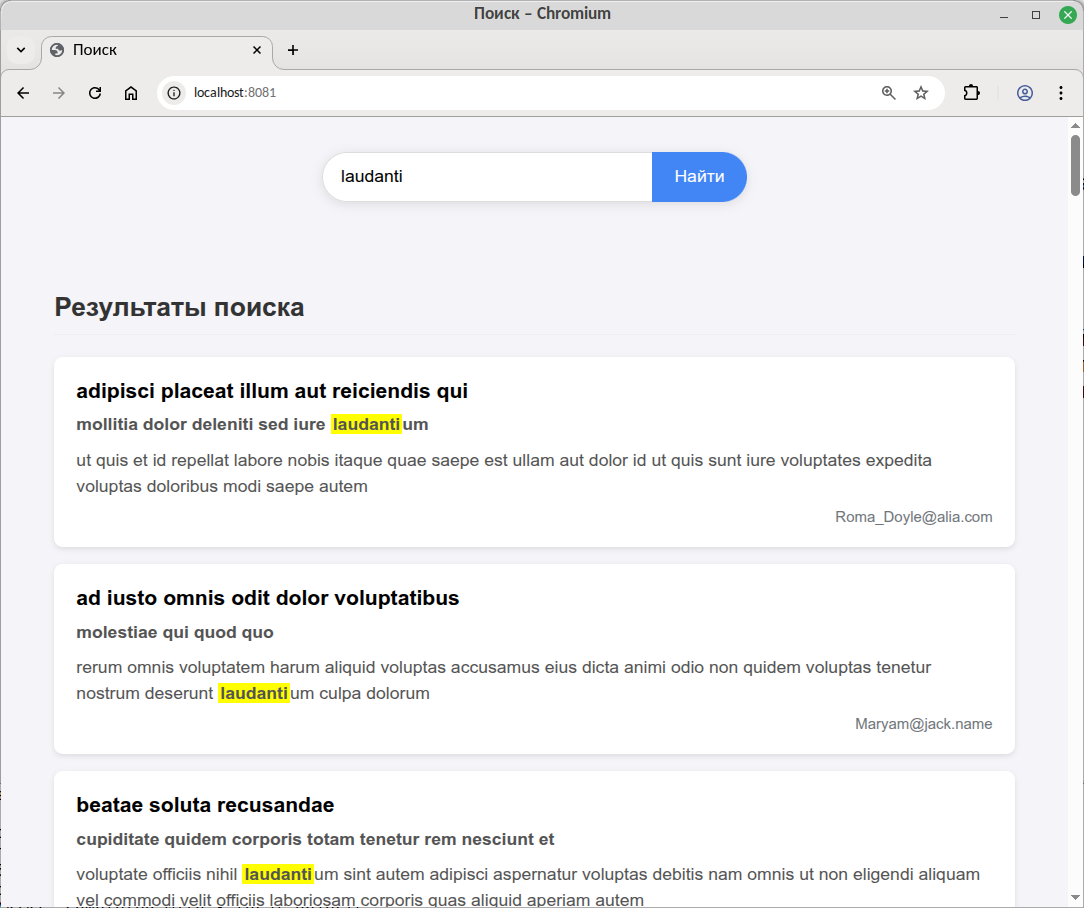 Поиск – Chromium
Поиск
localhost:8081
laudanti
Найти
Результаты поиска
adipisci placeat illum aut reiciendis qui
mollitia dolor deleniti sed iure laudantium
ut quis et id repellat labore nobis itaque quae saepe est ullam aut dolor id ut quis sunt iure voluptates expedita
voluptas doloribus modi saepe autem
Roma_Doyle@alia.com
ad iusto omnis odit dolor voluptatibus
molestiae qui quod quo
rerum omnis voluptatem harum aliquid voluptas accusamus eius dicta animi odio non quidem voluptas tenetur
nostrum deserunt laudantium culpa dolorum
Maryam@jack.name
beatae soluta recusandae
cupiditate quidem corporis totam tenetur rem nesciunt et
voluptate officiis nihil laudantium sint autem adipisci aspernatur voluptas debitis nam omnis ut non eligendi aliquam
vel commodi velit officiis laboriosam corporis quas aliquid aperiam autem